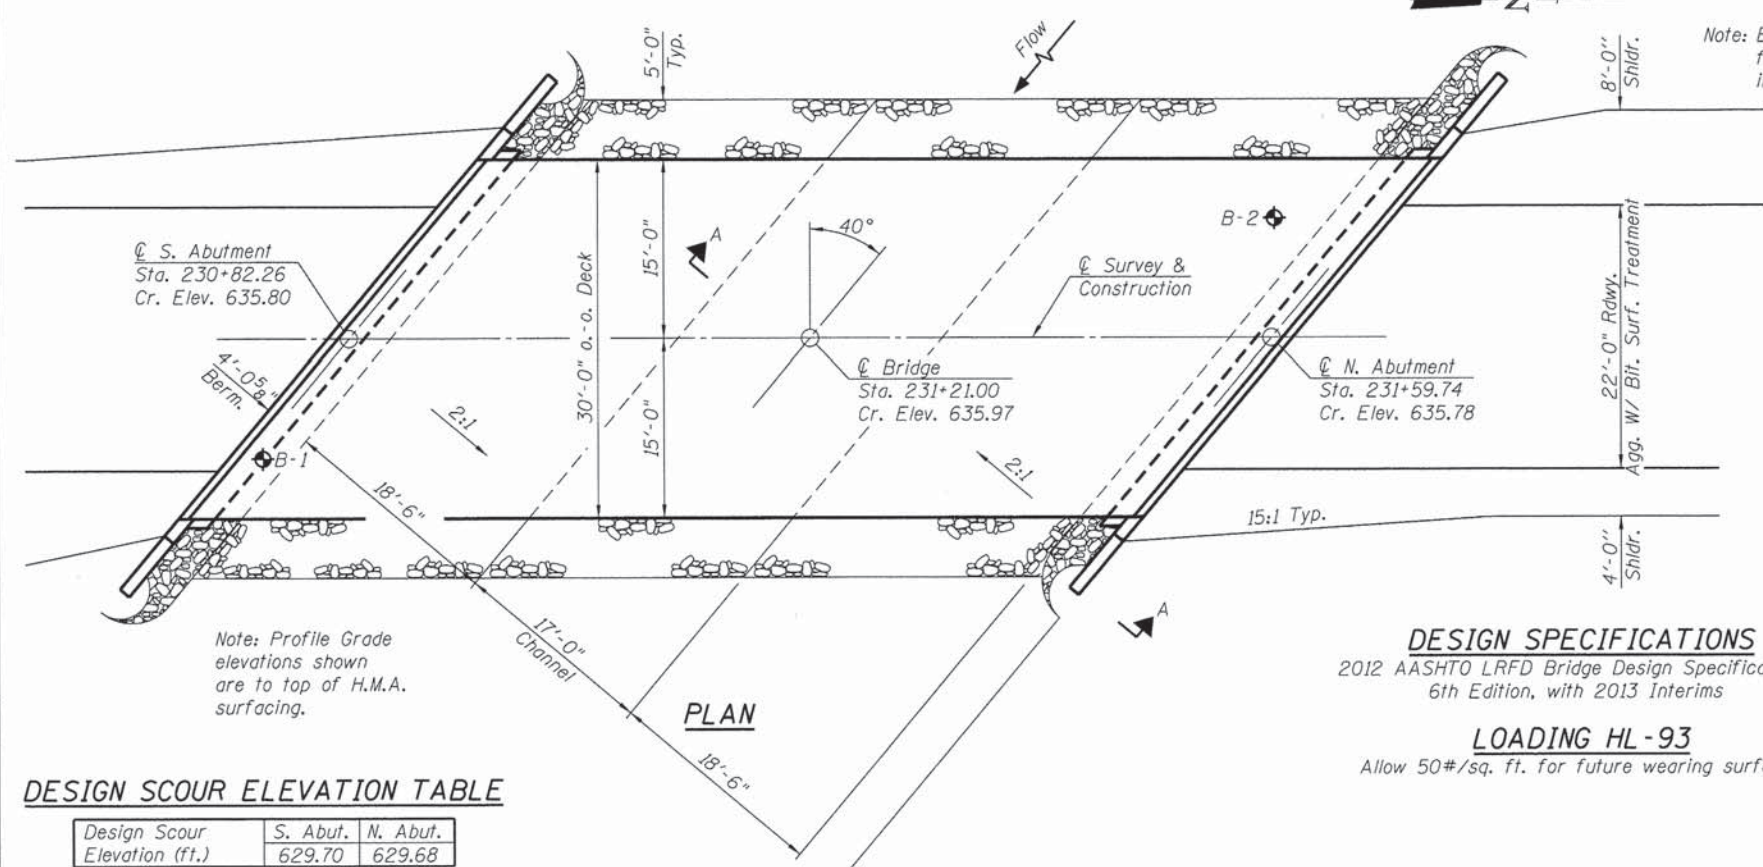 5'-0"
Typ.
Flow
8'-0"
Shldr.
Note:
℄ S. Abutment
Sta. 230+82.26
Cr. Elev. 635.80
A
40°
B-2
℄ Survey &
Construction
15'-0"
30'-0" o.-o. Deck
15'-0"
22'-0" Rdwy.
Agg. W/ Bit. Surf. Treatment
4'-0⅝"
Berm.
℄ Bridge
Sta. 231+21.00
Cr. Elev. 635.97
℄ N. Abutment
Sta. 231+59.74
Cr. Elev. 635.78
2:1
2:1
B-1
18'-6"
15:1 Typ.
4'-0"
Shldr.
A
17'-0"
Channel
18'-6"
Note: Profile Grade
elevations shown
are to top of H.M.A.
surfacing.
PLAN
DESIGN SPECIFICATIONS
2012 AASHTO LRFD Bridge Design Specifica
6th Edition, with 2013 Interims
LOADING HL-93
Allow 50#/sq. ft. for future wearing surf
DESIGN SCOUR ELEVATION TABLE
Design Scour S. Abut. N. Abut.
Elevation (ft.) 629.70 629.68